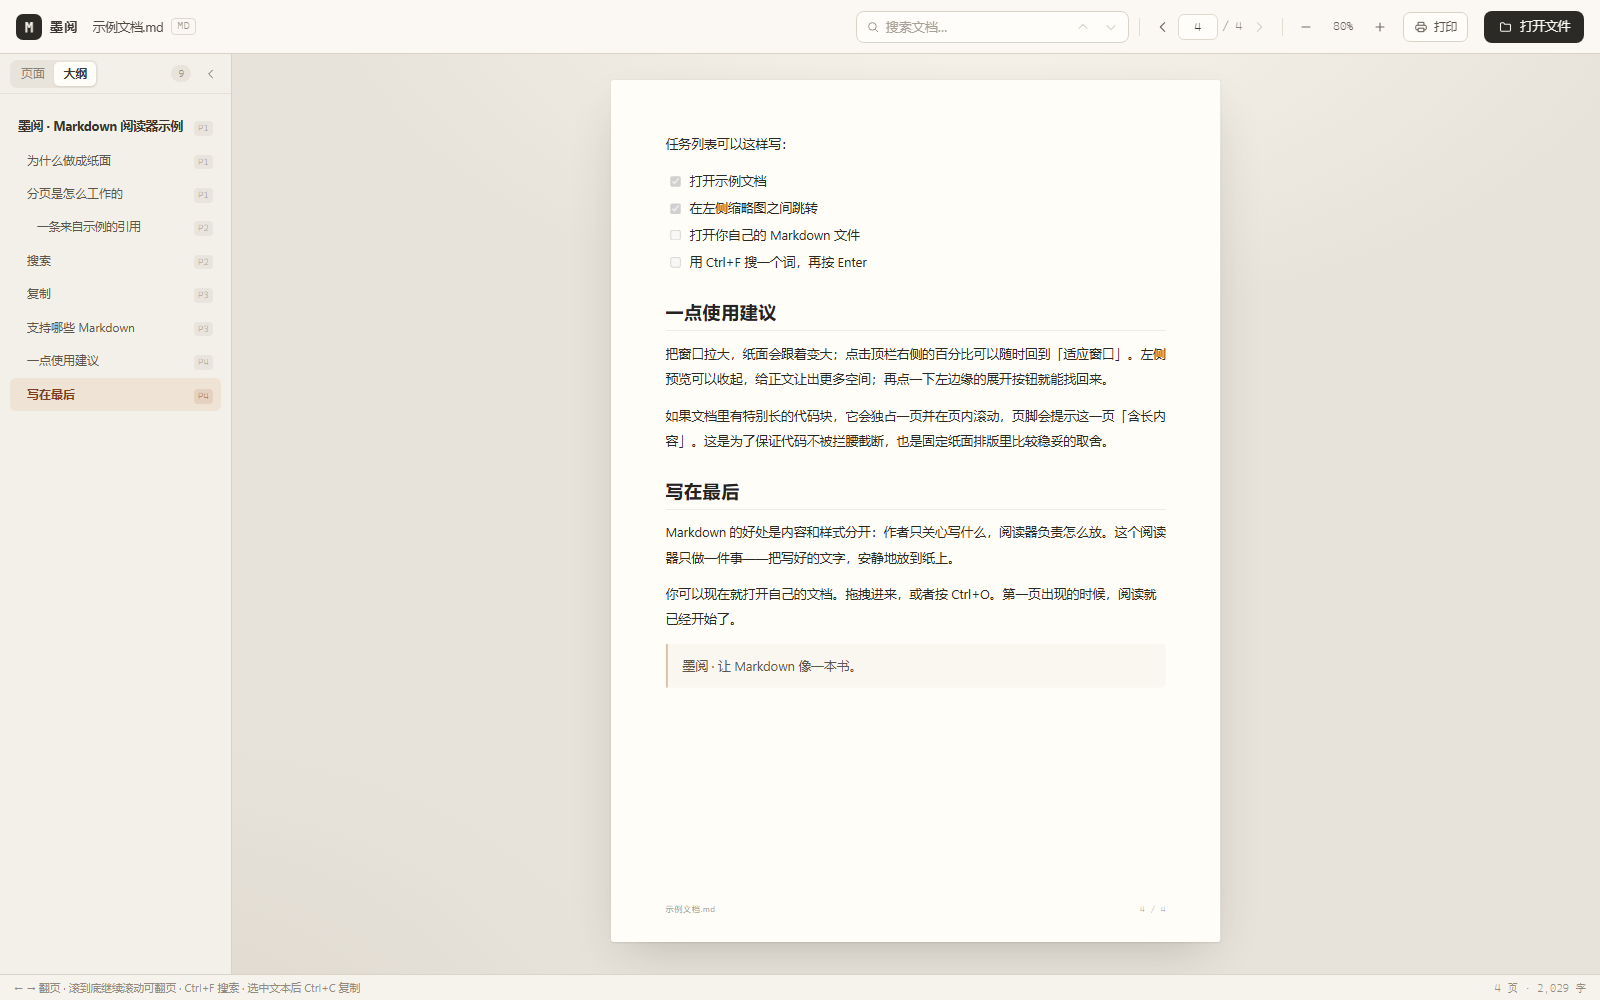 M 墨阅 示例文档.md MD 搜索文档... 4 / 4 80% 打印 打开文件
页面 大纲 9
墨阅 · Markdown 阅读器示例 P1
为什么做成纸面 P1
分页是怎么工作的 P1
一条来自示例的引用 P2
搜索 P2
复制 P3
支持哪些 Markdown P3
一点使用建议 P4
写在最后 P4
任务列表可以这样写：
打开示例文档
在左侧缩略图之间跳转
打开你自己的 Markdown 文件
用 Ctrl+F 搜一个词，再按 Enter
一点使用建议
把窗口拉大，纸面会跟着变大；点击顶栏右侧的百分比可以随时回到「适应窗口」。左侧
预览可以收起，给正文让出更多空间；再点一下左边缘的展开按钮就能找回来。
如果文档里有特别长的代码块，它会独占一页并在页内滚动，页脚会提示这一页「含长内
容」。这是为了保证代码不被拦腰截断，也是固定纸面排版里比较稳妥的取舍。
写在最后
Markdown 的好处是内容和样式分开：作者只关心写什么，阅读器负责怎么放。这个阅读
器只做一件事——把写好的文字，安静地放到纸上。
你可以现在就打开自己的文档。拖拽进来，或者按 Ctrl+O。第一页出现的时候，阅读就
已经开始了。
墨阅 · 让 Markdown 像一本书。
示例文档.md 4 / 4
← → 翻页 · 滚到底继续滚动可翻页 · Ctrl+F 搜索 · 选中文本后 Ctrl+C 复制 4 页 · 2,029 字